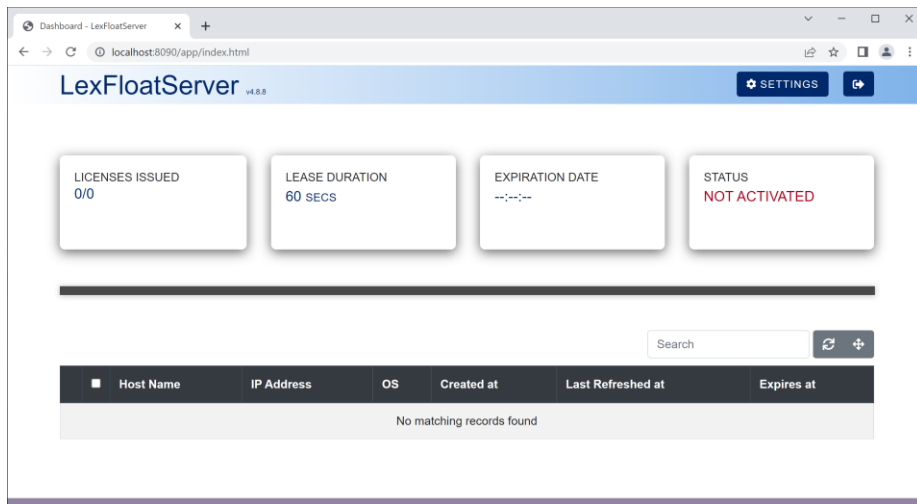 Dashboard - LexFloatServer
localhost:8090/app/index.html
LexFloatServer v4.8.8
SETTINGS
LICENSES ISSUED
0/0
LEASE DURATION
60 SECS
EXPIRATION DATE
--:--:--
STATUS
NOT ACTIVATED
Search
Host Name IP Address OS Created at Last Refreshed at Expires at
No matching records found